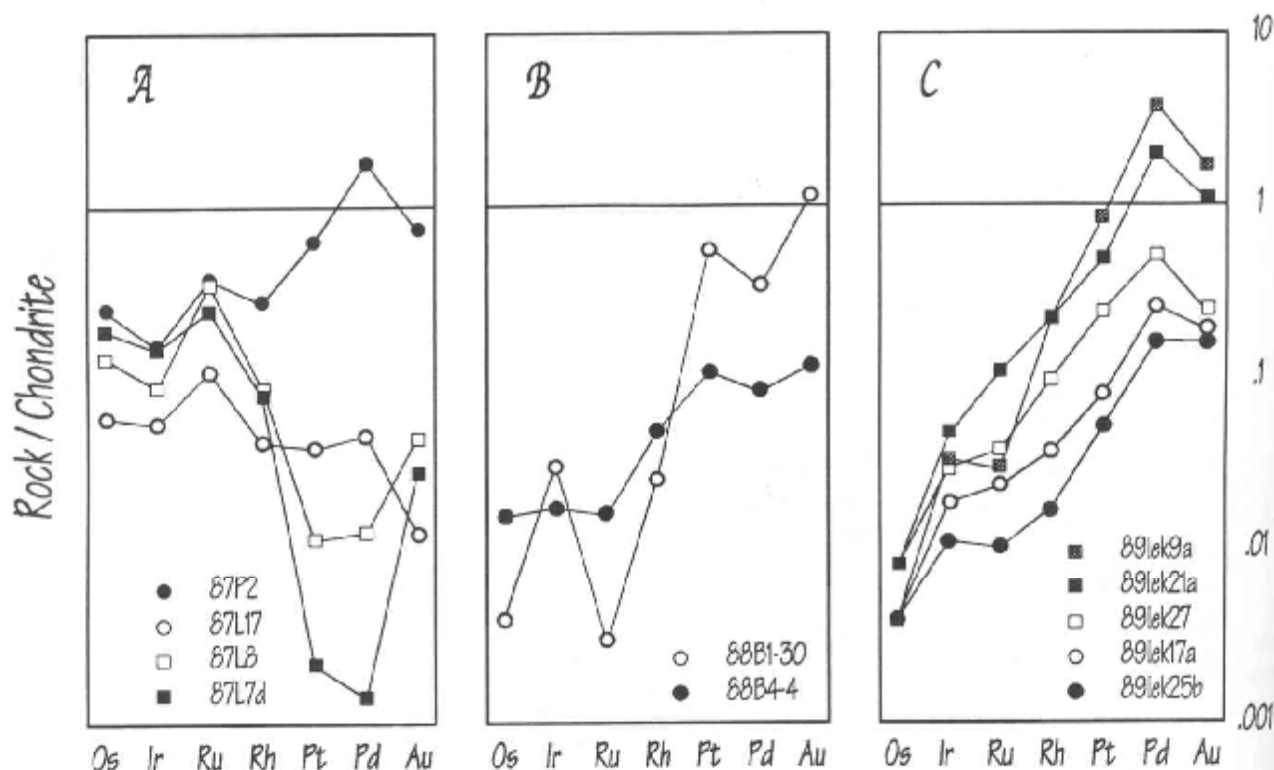 A
B
C
10
1
.1
.01
.001
Rock / Chondrite
87P2
87L17
87L8
87L7d
88B1-30
88B4-4
89lek9a
89lek21a
89lek27
89lek17a
89lek25b
Os Ir Ru Rh Pt Pd Au
Os Ir Ru Rh Pt Pd Au
Os Ir Ru Rh Pt Pd Au